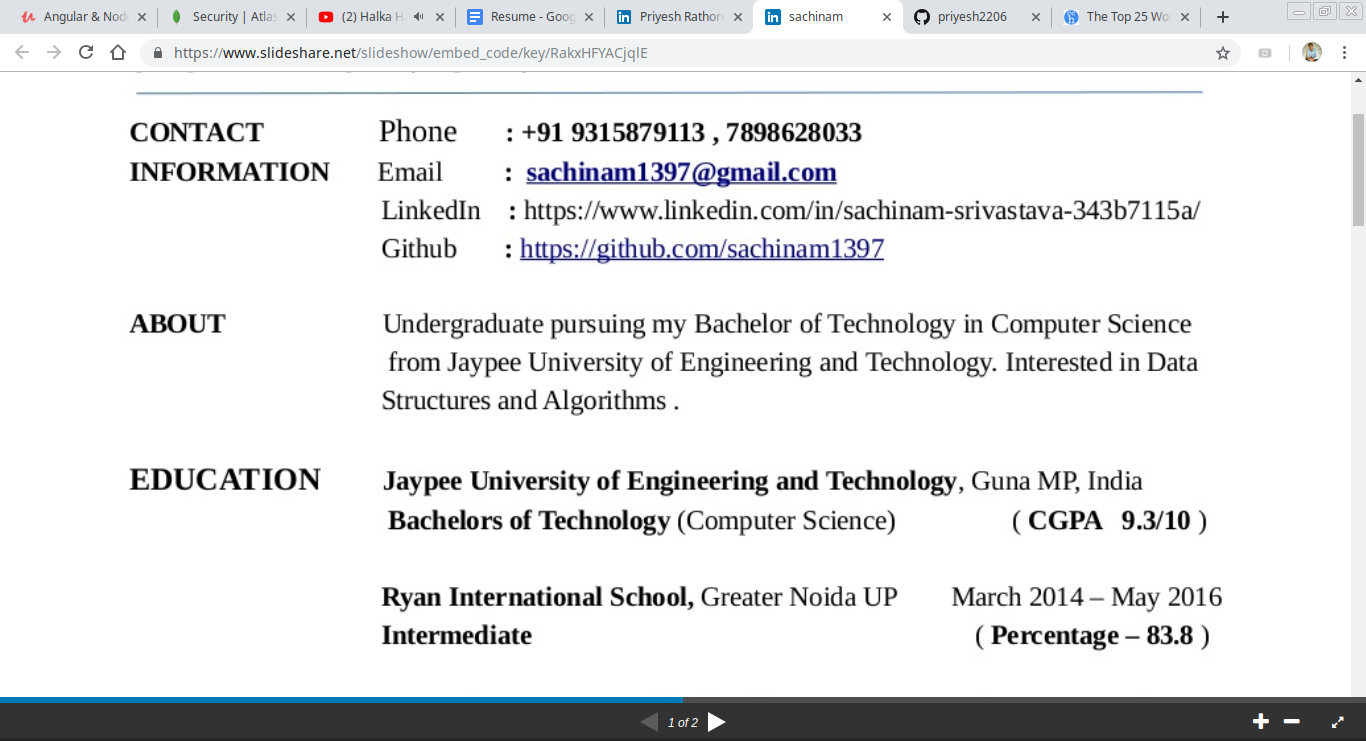 Angular & Node
Security | Atlas
(2) Halka H
Resume - Goog
Priyesh Rathore
sachinam
priyesh2206
The Top 25 Wo
https://www.slideshare.net/slideshow/embed_code/key/RakxHFYACjqlE
CONTACT Phone : +91 9315879113 , 7898628033
INFORMATION Email : sachinam1397@gmail.com
LinkedIn : https://www.linkedin.com/in/sachinam-srivastava-343b7115a/
Github : https://github.com/sachinam1397
ABOUT Undergraduate pursuing my Bachelor of Technology in Computer Science
from Jaypee University of Engineering and Technology. Interested in Data
Structures and Algorithms .
EDUCATION Jaypee University of Engineering and Technology, Guna MP, India
Bachelors of Technology (Computer Science) ( CGPA 9.3/10 )
Ryan International School, Greater Noida UP March 2014 – May 2016
Intermediate ( Percentage – 83.8 )
1 of 2